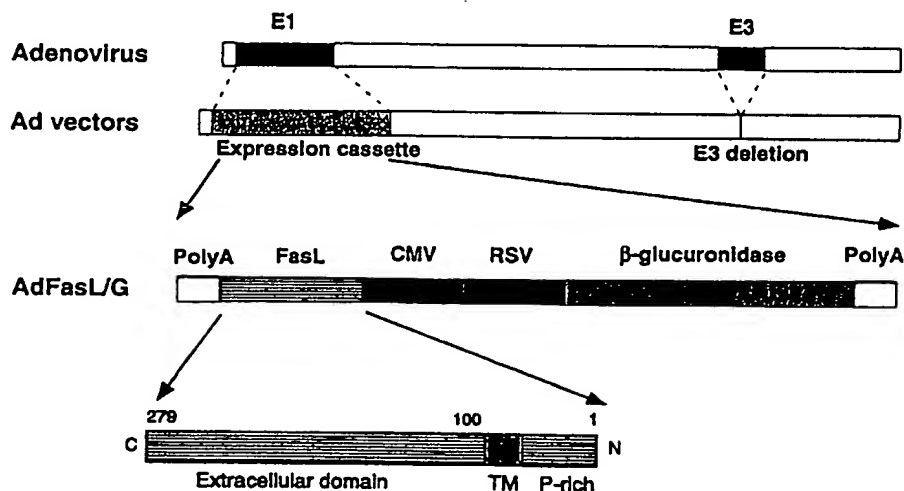 E1 E3
Adenovirus
Ad vectors
Expression cassette E3 deletion
PolyA FasL CMV RSV β-glucuronidase PolyA
AdFasL/G
279 100 1
C N
Extracellular domain TM P-rich